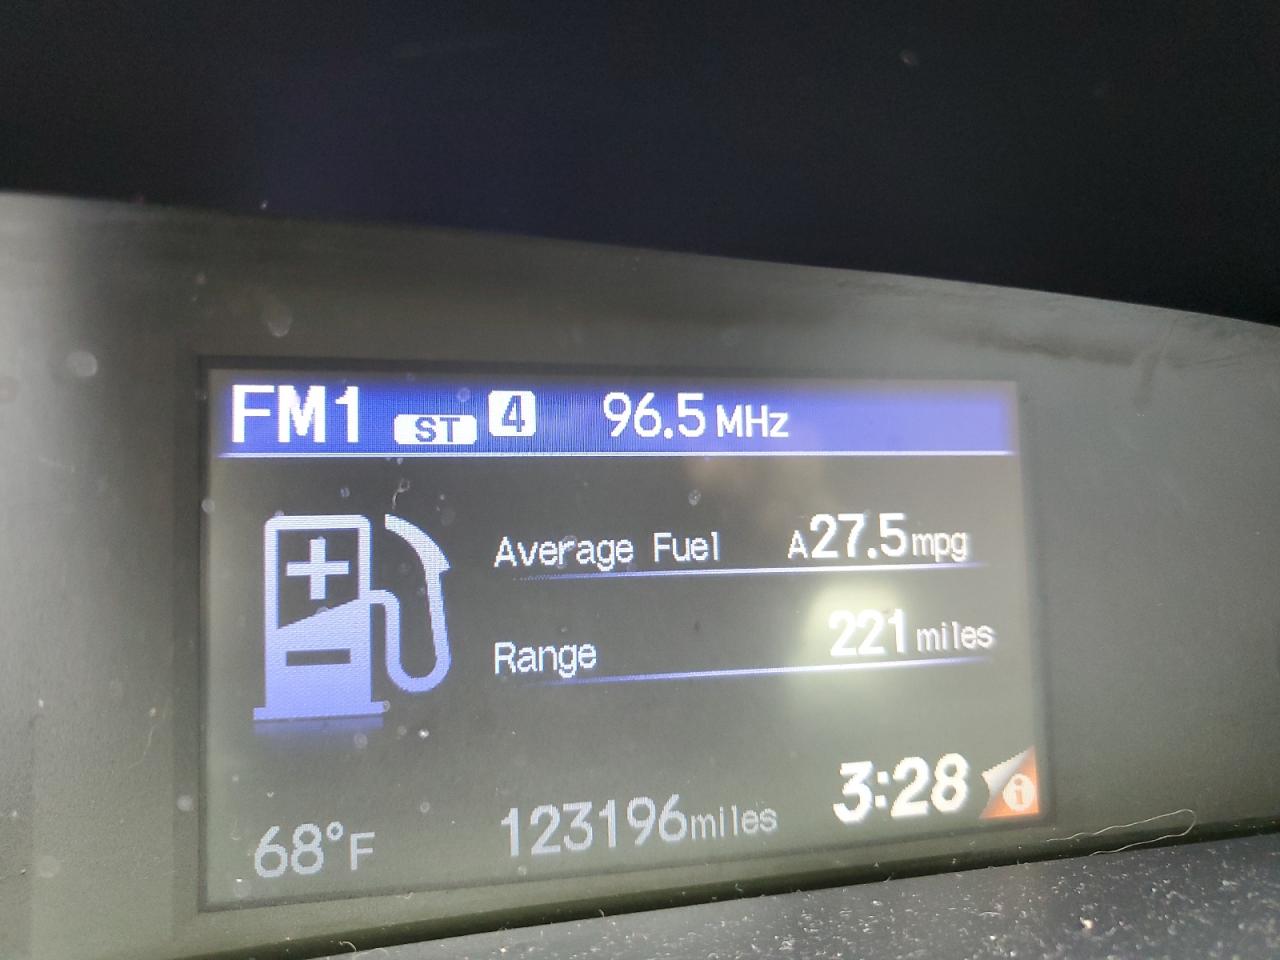 FM1 ST 4 96.5 MHz
Average Fuel A27.5mpg
Range 221 miles
3:28 i
68°F 123196miles